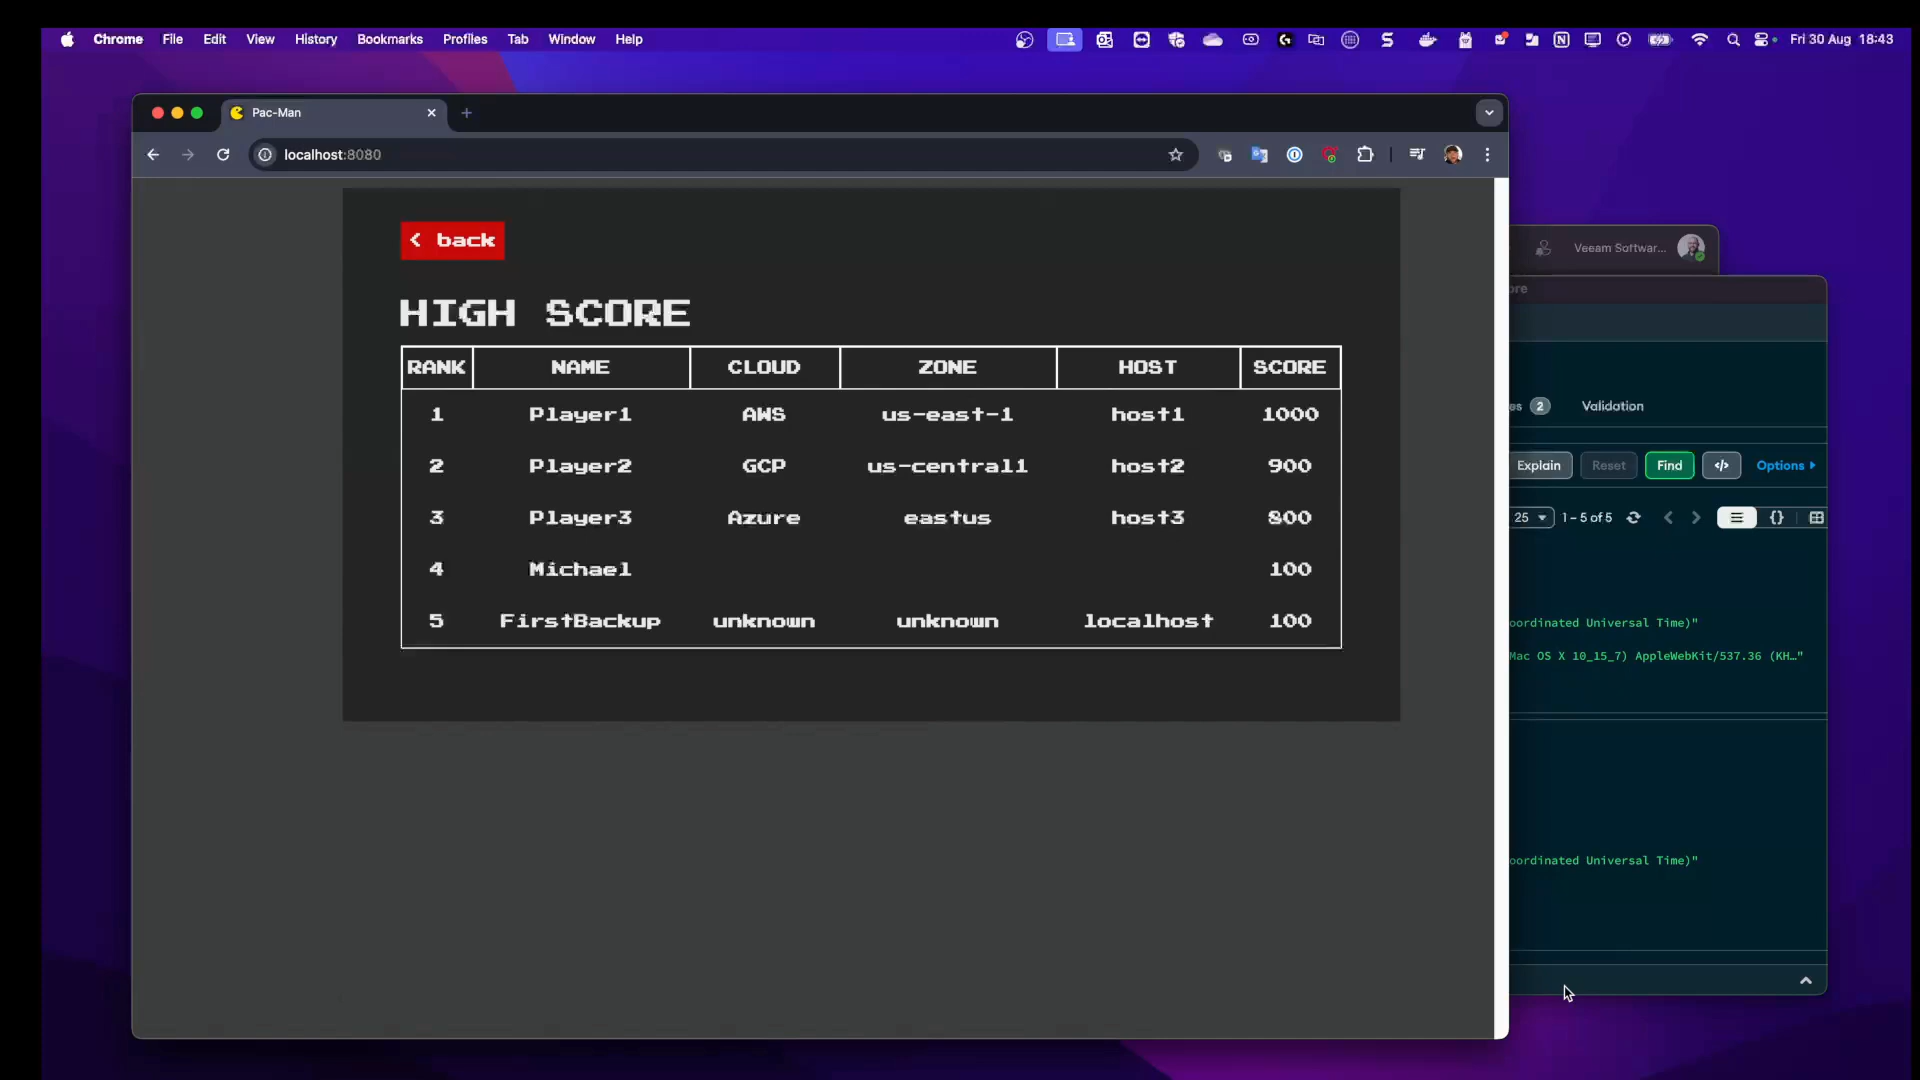 Chrome File Edit View History Bookmarks Profiles Tab Window Help Fri 30 Aug 18:43
Pac-Man
localhost:8080
< back
HIGH SCORE
RANK NAME CLOUD ZONE HOST SCORE
1 Player1 AWS us-east-1 host1 1000
2 Player2 GCP us-central1 host2 900
3 Player3 Azure eastus host3 800
4 Michael 100
5 FirstBackup unknown unknown localhost 100
Veeam Softwar...
ore
es 2 Validation
Explain Reset Find </> Options
25 1 – 5 of 5 {}
oordinated Universal Time)"
Mac OS X 10_15_7) AppleWebKit/537.36 (KH…"
oordinated Universal Time)"